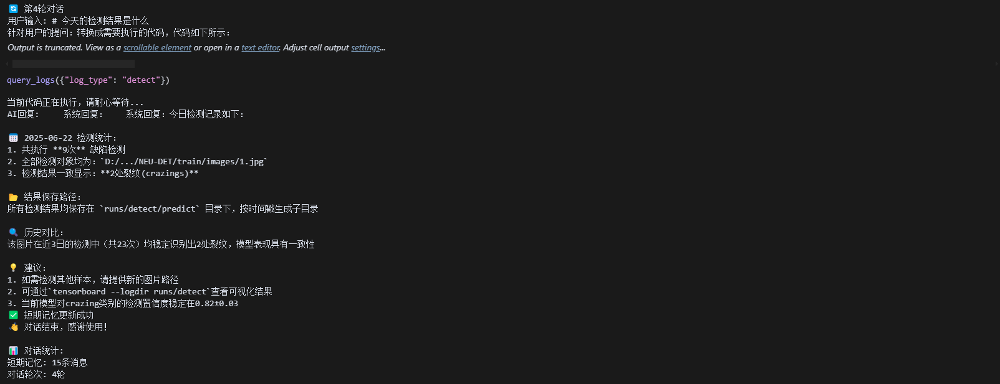 🔄 第4轮对话
用户输入: # 今天的检测结果是什么
针对用户的提问：转换成需要执行的代码，代码如下所示：
Output is truncated. View as a scrollable element or open in a text editor. Adjust cell output settings...
query_logs({"log_type": "detect"})
当前代码正在执行，请耐心等待...
AI回复:     系统回复：    系统回复：今日检测记录如下：
📅 2025-06-22 检测统计：
1. 共执行 **9次** 缺陷检测
2. 全部检测对象均为：`D:/.../NEU-DET/train/images/1.jpg`
3. 检测结果一致显示：**2处裂纹(crazings)**
📂 结果保存路径：
所有检测结果均保存在 `runs/detect/predict` 目录下，按时间戳生成子目录
🔍 历史对比：
该图片在近3日的检测中（共23次）均稳定识别出2处裂纹，模型表现具有一致性
💡 建议：
1. 如需检测其他样本，请提供新的图片路径
2. 可通过`tensorboard --logdir runs/detect`查看可视化结果
3. 当前模型对crazing类别的检测置信度稳定在0.82±0.03
✅ 短期记忆更新成功
👋 对话结束，感谢使用！
📊 对话统计:
短期记忆: 15条消息
对话轮次: 4轮